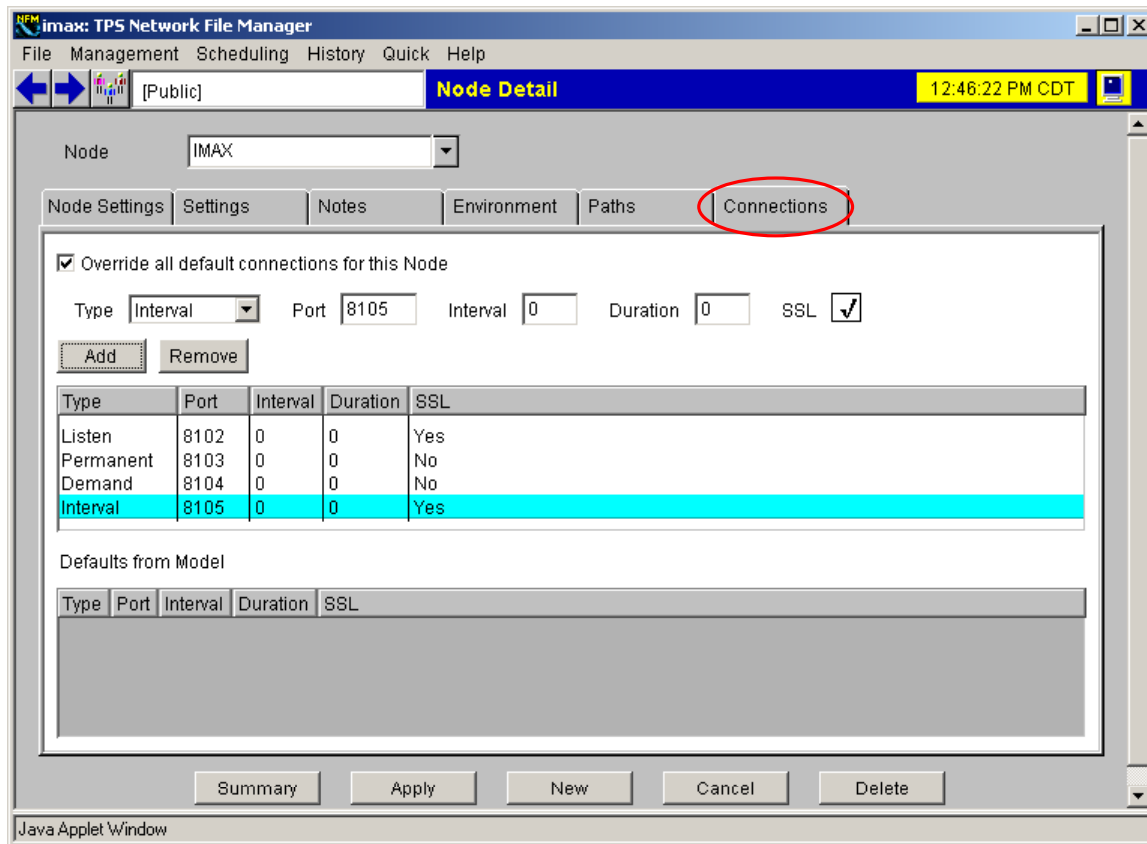 NFM imax: TPS Network File Manager
File Management Scheduling History Quick Help
[Public] Node Detail 12:46:22 PM CDT
Node IMAX
Node Settings Settings Notes Environment Paths Connections
Override all default connections for this Node
Type Interval Port 8105 Interval 0 Duration 0 SSL
Add Remove
Type Port Interval Duration SSL
Listen 8102 0 0 Yes
Permanent 8103 0 0 No
Demand 8104 0 0 No
Interval 8105 0 0 Yes
Defaults from Model
Type Port Interval Duration SSL
Summary Apply New Cancel Delete
Java Applet Window